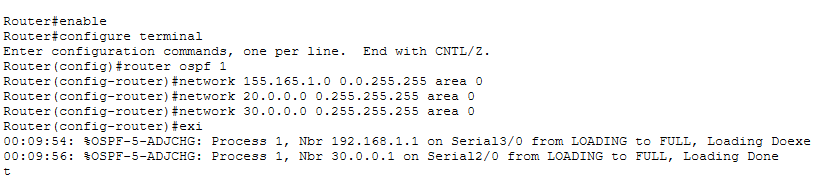 Router#enable
Router#configure terminal
Enter configuration commands, one per line.  End with CNTL/Z.
Router(config)#router ospf 1
Router(config-router)#network 155.165.1.0 0.0.255.255 area 0
Router(config-router)#network 20.0.0.0 0.255.255.255 area 0
Router(config-router)#network 30.0.0.0 0.255.255.255 area 0
Router(config-router)#exi
00:09:54: %OSPF-5-ADJCHG: Process 1, Nbr 192.168.1.1 on Serial3/0 from LOADING to FULL, Loading Doexe
00:09:56: %OSPF-5-ADJCHG: Process 1, Nbr 30.0.0.1 on Serial2/0 from LOADING to FULL, Loading Done
t